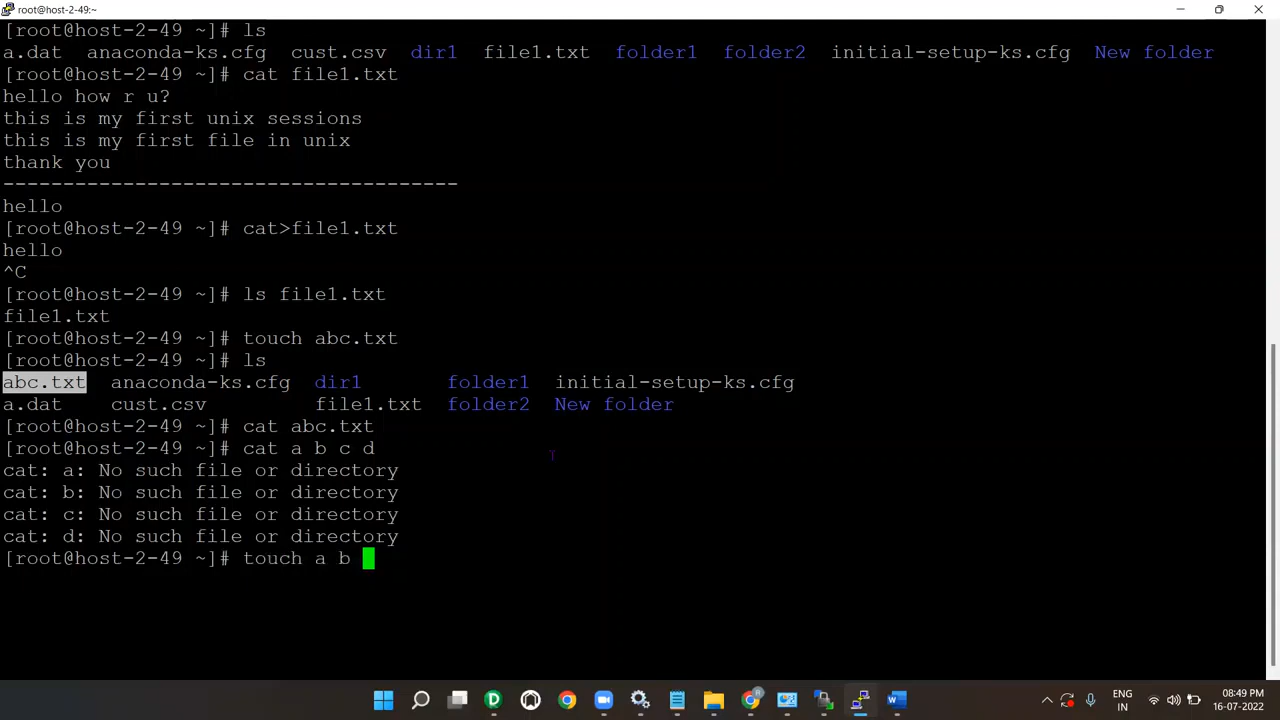 root@host-2-49:~
[root@host-2-49 ~]# ls
a.dat  anaconda-ks.cfg  cust.csv  dir1  file1.txt  folder1  folder2  initial-setup-ks.cfg  New folder
[root@host-2-49 ~]# cat file1.txt
hello how r u?
this is my first unix sessions
this is my first file in unix
thank you
--------------------------------------
hello
[root@host-2-49 ~]# cat>file1.txt
hello
^C
[root@host-2-49 ~]# ls file1.txt
file1.txt
[root@host-2-49 ~]# touch abc.txt
[root@host-2-49 ~]# ls
abc.txt  anaconda-ks.cfg  dir1       folder1  initial-setup-ks.cfg
a.dat    cust.csv         file1.txt  folder2  New folder
[root@host-2-49 ~]# cat abc.txt
[root@host-2-49 ~]# cat a b c d
cat: a: No such file or directory
cat: b: No such file or directory
cat: c: No such file or directory
cat: d: No such file or directory
[root@host-2-49 ~]# touch a b
ENG
IN
08:49 PM
16-07-2022